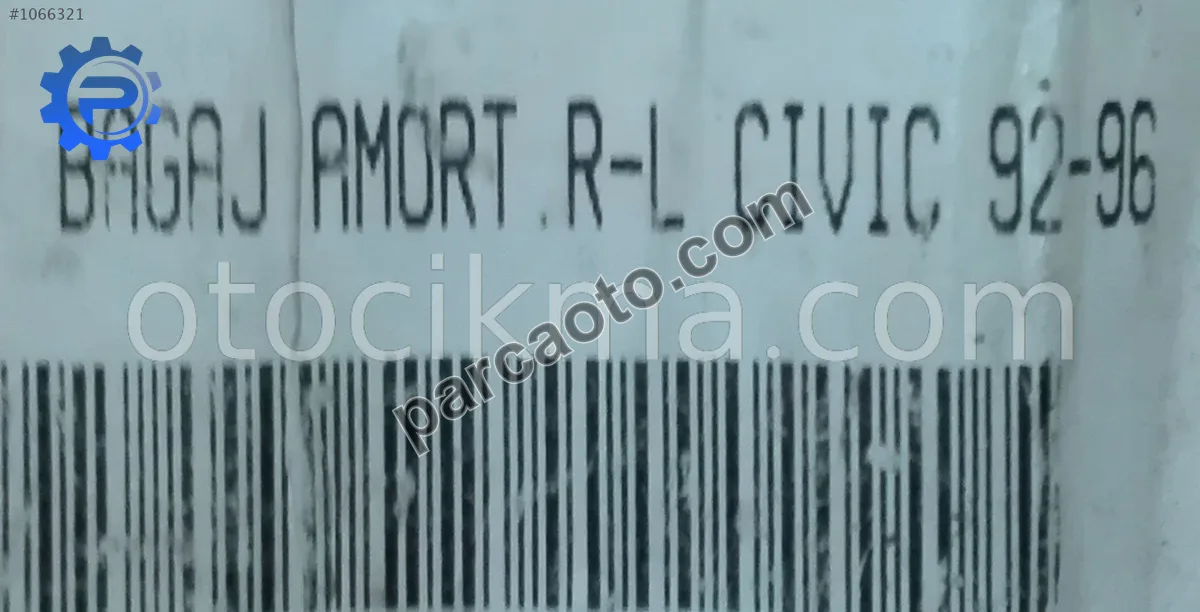 #1066321
BAGAJ AMORT.R-L CIVIC 92-96
otocikma.com
parcaoto.com